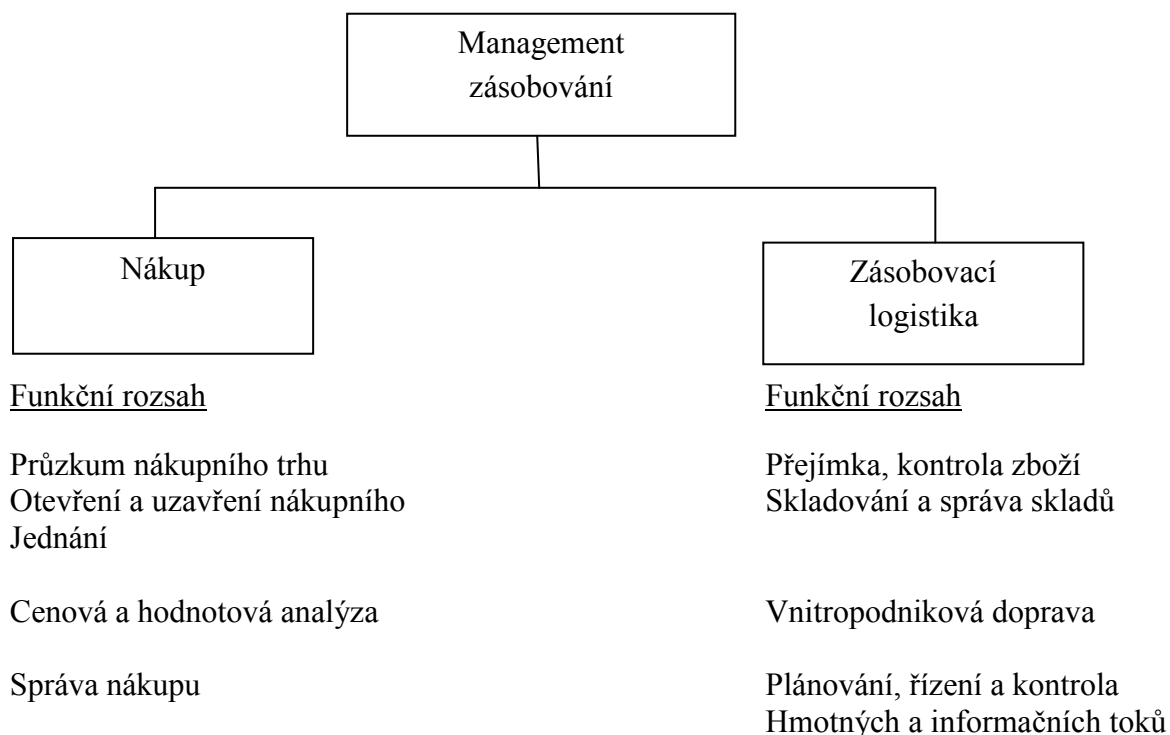 Management
zásobování
Nákup
Zásobovací
logistika
Funkční rozsah
Průzkum nákupního trhu
Otevření a uzavření nákupního
Jednání
Cenová a hodnotová analýza
Správa nákupu
Funkční rozsah
Přejímka, kontrola zboží
Skladování a správa skladů
Vnitropodniková doprava
Plánování, řízení a kontrola
Hmotných a informačních toků